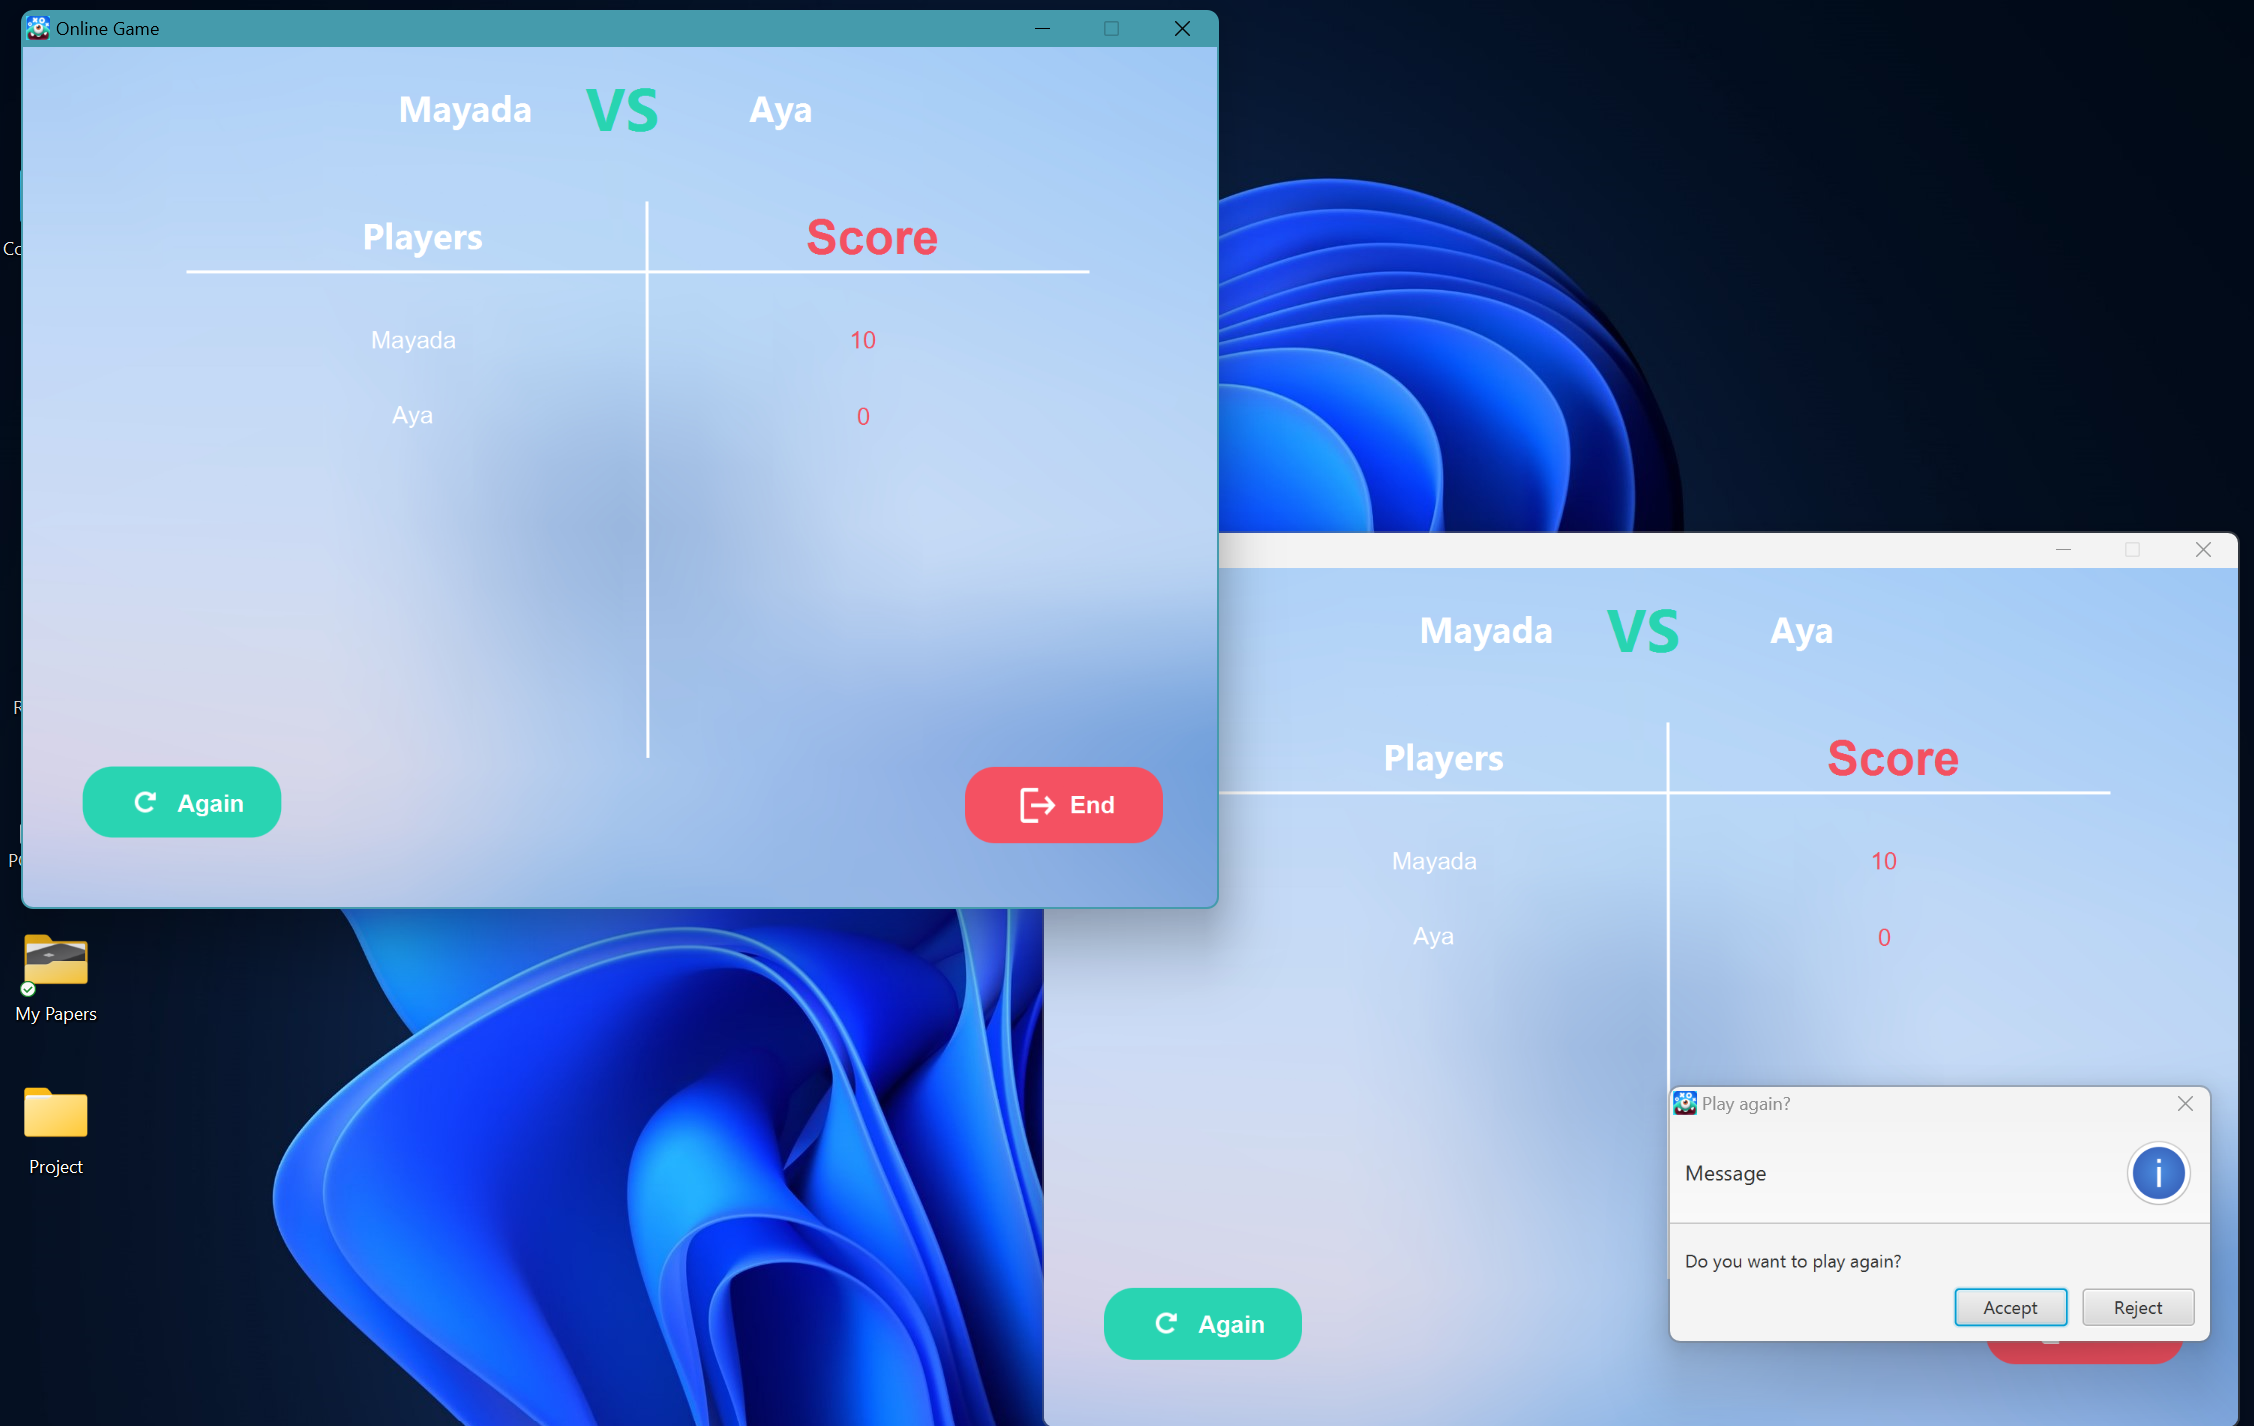 Online Game
Mayada VS Aya
Players Score
Mayada 10
Aya 0
Again
End
Mayada VS Aya
Players Score
Mayada 10
Aya 0
Again
Play again?
Message
Do you want to play again?
Accept Reject
My Papers
Project